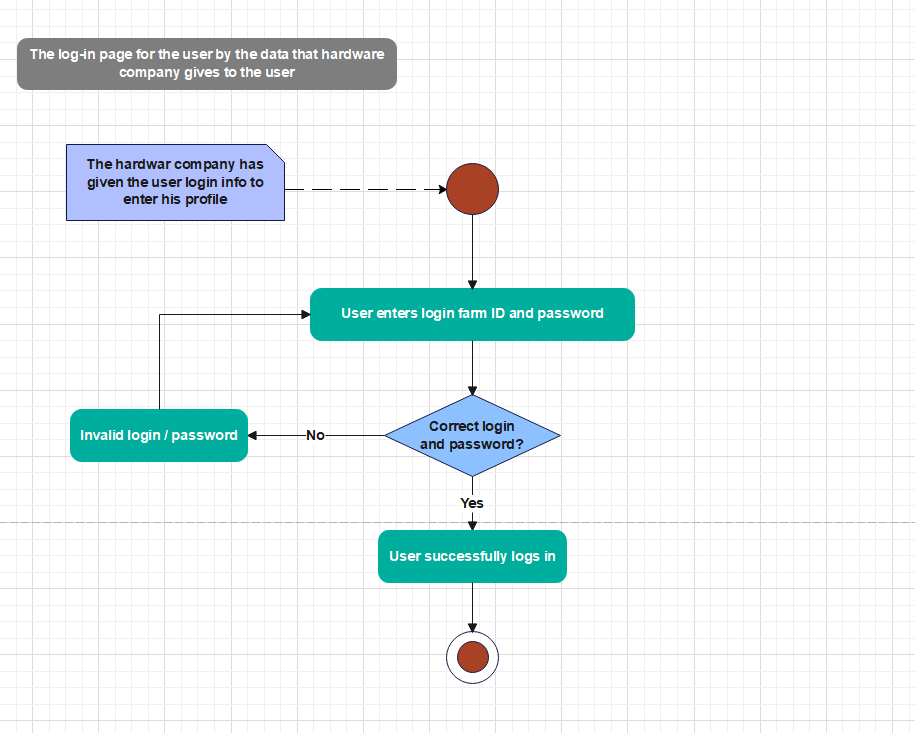 The log-in page for the user by the data that hardware
company gives to the user
The hardwar company has
given the user login info to
enter his profile
User enters login farm ID and password
Correct login
and password?
No
Invalid login / password
Yes
User successfully logs in